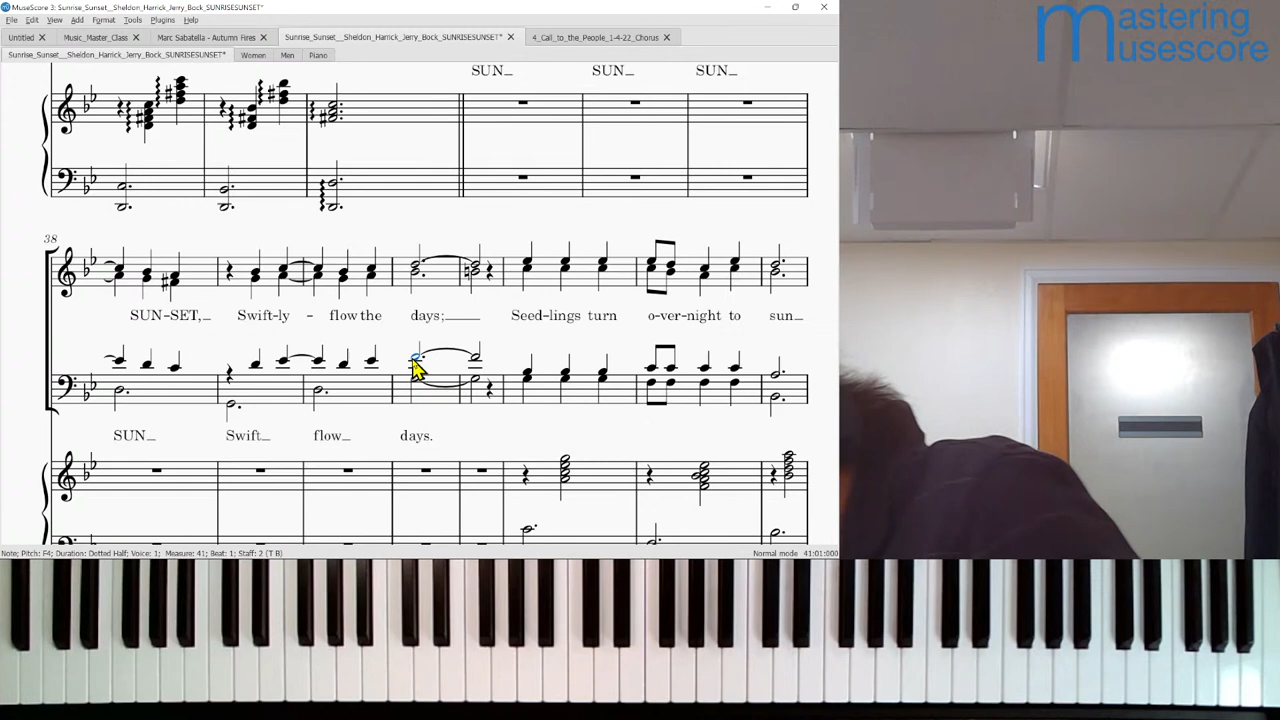 MuseScore 3: Sunrise_Sunset__Sheldon_Harrick_Jerry_Bock_SUNRISESUNSET*
File Edit View Add Format Tools Plugins Help
Untitled Music_Master_Class Marc Sabatella - Autumn Fires Sunrise_Sunset__Sheldon_Harrick_Jerry_Bock_SUNRISESUNSET* 4_Call_to_the_People_1-4-22_Chorus
Sunrise_Sunset__Sheldon_Harrick_Jerry_Bock_SUNRISESUNSET* Women Men Piano
Mastering
Musescore
SUN_ SUN_ SUN_
38
SUN-SET,_ Swift-ly - flow the days;___ Seed-lings turn o-ver-night to sun_
SUN_ Swift_ flow_ days.
Note; Pitch: F4; Duration: Dotted Half; Voice: 1; Measure: 41; Beat: 1; Staff: 2 (T B) Normal mode 41:01:000